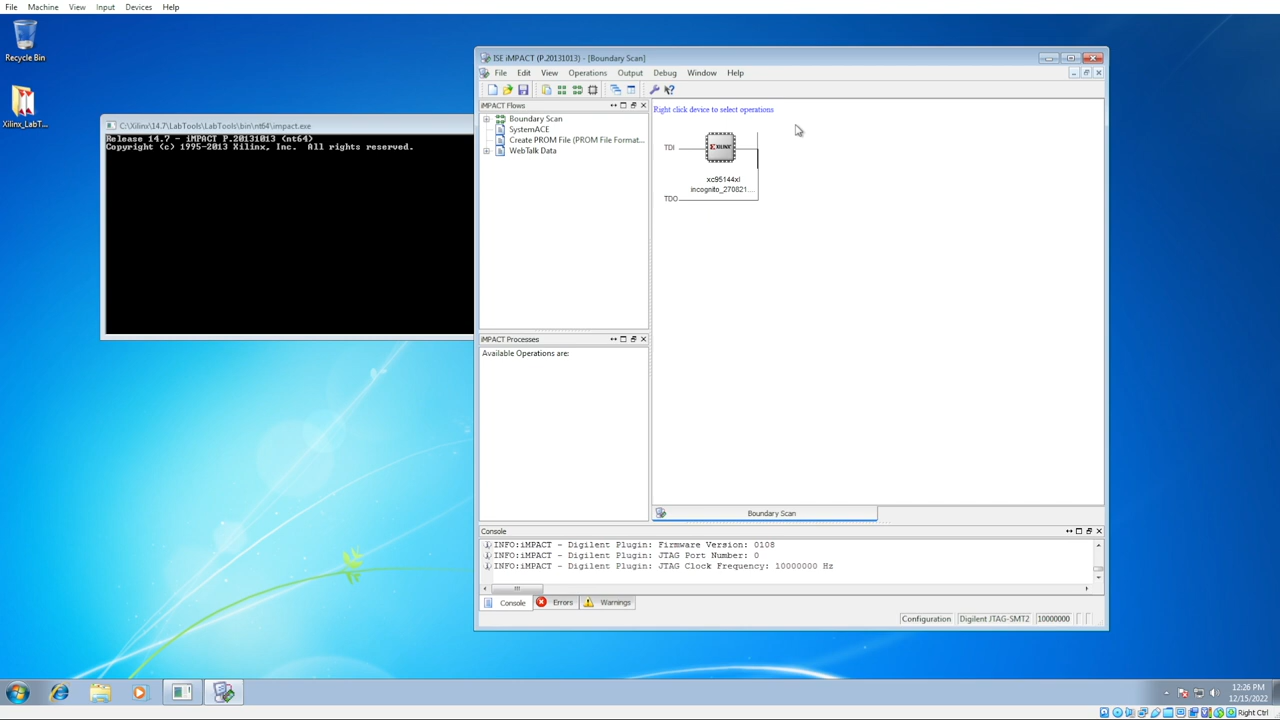 File Machine View Input Devices Help
Recycle Bin
Xilinx_LabT...
C:\Xilinx\14.7\LabTools\LabTools\bin\nt64\impact.exe
Release 14.7 - iMPACT P.20131013 (nt64)
Copyright (c) 1995-2013 Xilinx, Inc.  All rights reserved.
ISE iMPACT (P.20131013) - [Boundary Scan]
File Edit View Operations Output Debug Window Help
iMPACT Flows
Boundary Scan
SystemACE
Create PROM File (PROM File Format...
WebTalk Data
Right click device to select operations
TDI
XILINX
xc95144xl
incognito_270821...
TDO
iMPACT Processes
Available Operations are:
Boundary Scan
Console
INFO:iMPACT - Digilent Plugin: Firmware Version: 0108
INFO:iMPACT - Digilent Plugin: JTAG Port Number: 0
INFO:iMPACT - Digilent Plugin: JTAG Clock Frequency: 10000000 Hz
Console Errors Warnings
Configuration Digilent JTAG-SMT2 10000000
12:26 PM
12/15/2022
Right Ctrl